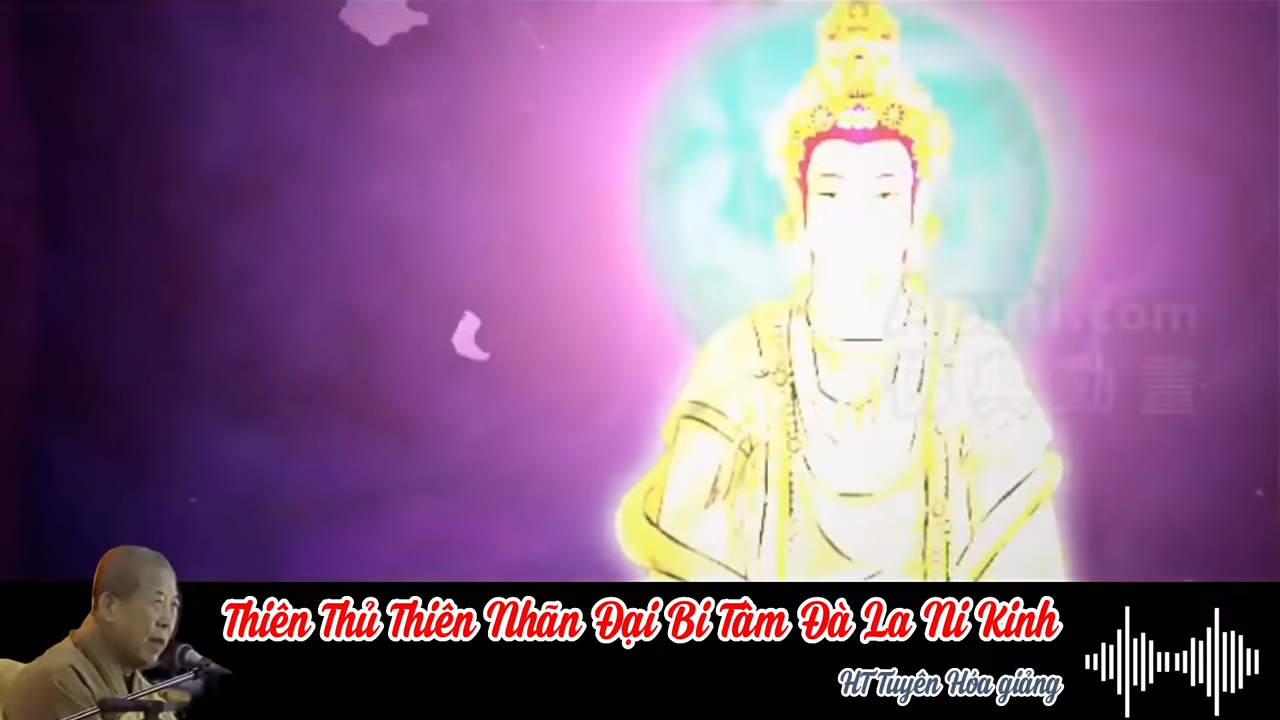 Thiên Thủ Thiên Nhãn Đại Bi Tâm Đà La Ni Kinh
HT Tuyên Hóa giảng